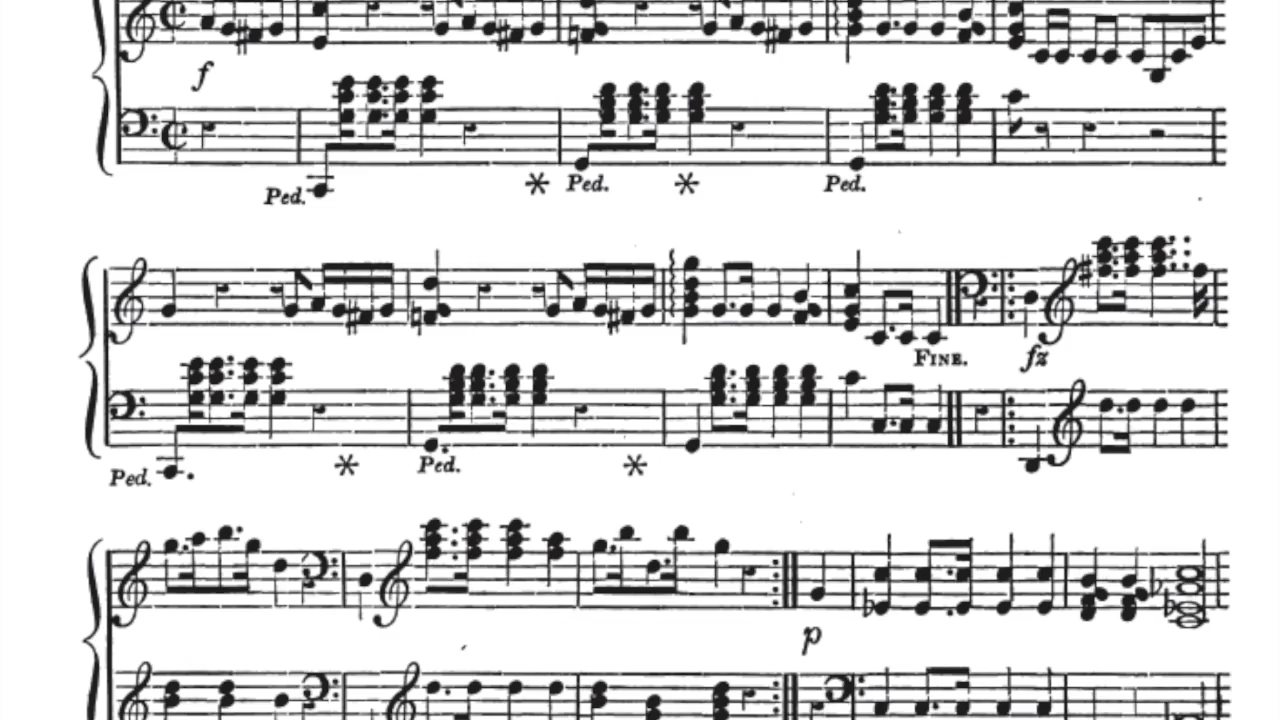 f
Ped. * Ped. * Ped.
FINE. fz
Ped. * Ped. *
p